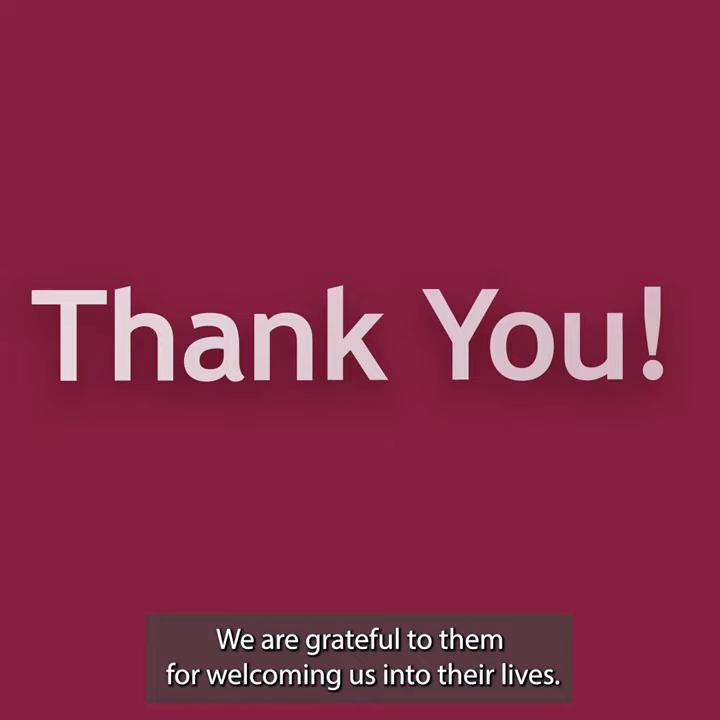 Thank You!
We are grateful to them
for welcoming us into their lives.